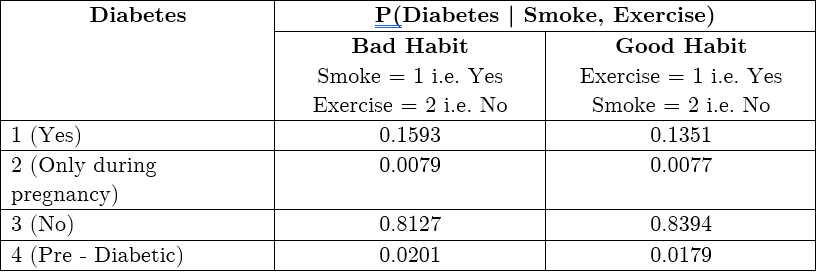 Diabetes P(Diabetes | Smoke, Exercise)
Bad Habit Good Habit
Smoke = 1 i.e. Yes Exercise = 1 i.e. Yes
Exercise = 2 i.e. No Smoke = 2 i.e. No
1 (Yes) 0.1593 0.1351
2 (Only during 0.0079 0.0077
pregnancy)
3 (No) 0.8127 0.8394
4 (Pre - Diabetic) 0.0201 0.0179